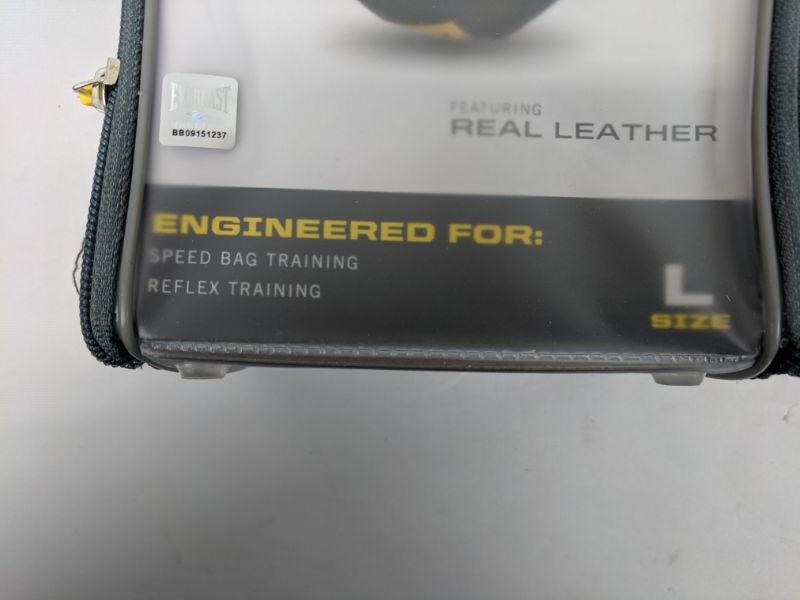 EVERLAST
BB09151237
FEATURING
REAL LEATHER
ENGINEERED FOR:
SPEED BAG TRAINING
REFLEX TRAINING
L
SIZE